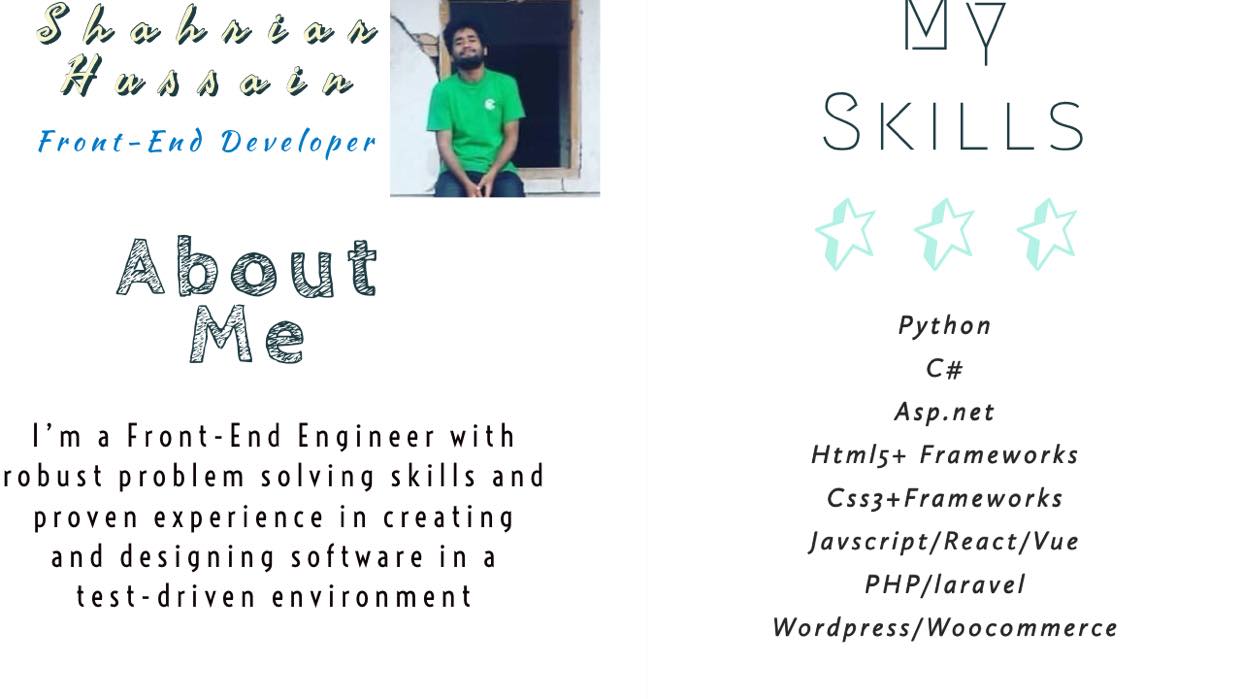 Shahriar
Hussain
Front-End Developer
About
Me
I'm a Front-End Engineer with
robust problem solving skills and
proven experience in creating
and designing software in a
test-driven environment
My
Skills
Python
C#
Asp.net
Html5+ Frameworks
Css3+Frameworks
Javscript/React/Vue
PHP/laravel
Wordpress/Woocommerce